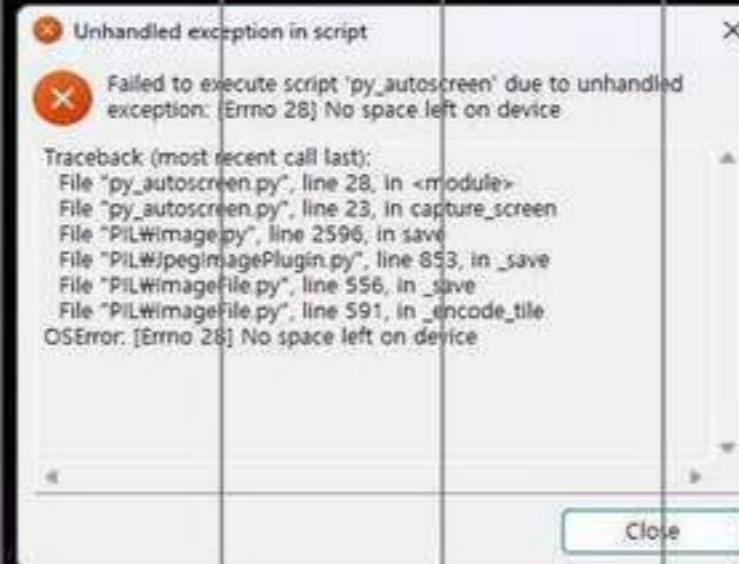 Unhandled exception in script
Failed to execute script 'py_autoscreen' due to unhandled
exception: [Errno 28] No space left on device
Traceback (most recent call last):
File "py_autoscreen.py", line 28, in <module>
File "py_autoscreen.py", line 23, in capture_screen
File "PIL₩Image.py", line 2596, in save
File "PIL₩JpegImagePlugin.py", line 853, in _save
File "PIL₩ImageFile.py", line 556, in _save
File "PIL₩ImageFile.py", line 591, in _encode_tile
OSError: [Errno 28] No space left on device
Close